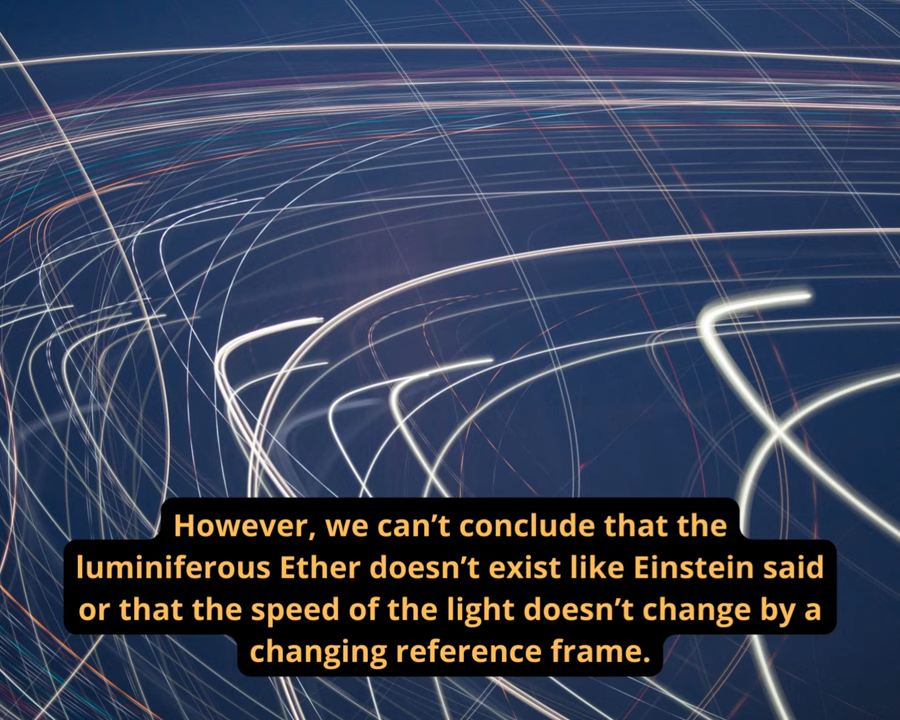 However, we can’t conclude that the
luminiferous Ether doesn’t exist like Einstein said
or that the speed of the light doesn’t change by a
changing reference frame.